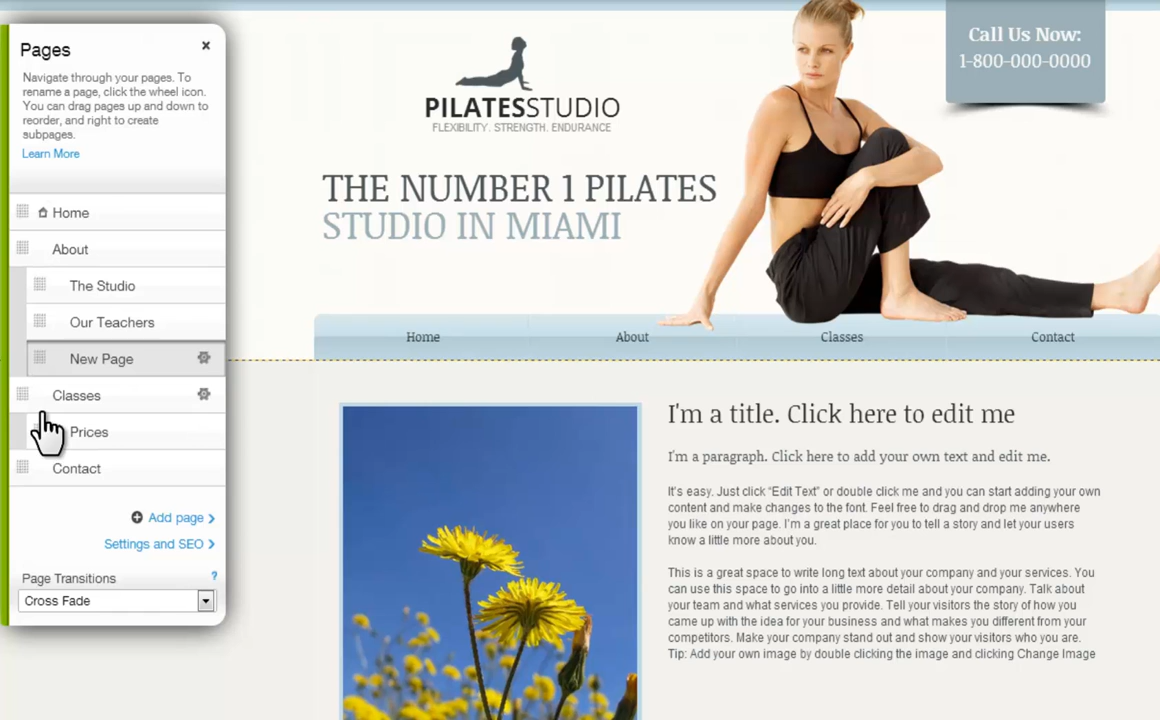 Pages
×
Navigate through your pages. To
rename a page, click the wheel icon.
You can drag pages up and down to
reorder, and right to create
subpages.
Learn More
Home
About
The Studio
Our Teachers
New Page
Classes
Prices
Contact
Add page
Settings and SEO
Page Transitions
?
Cross Fade
PILATESSTUDIO
FLEXIBILITY. STRENGTH. ENDURANCE
Call Us Now:
1-800-000-0000
THE NUMBER 1 PILATES
STUDIO IN MIAMI
Home About Classes Contact
I'm a title. Click here to edit me
I'm a paragraph. Click here to add your own text and edit me.
It's easy. Just click "Edit Text" or double click me and you can start adding your own
content and make changes to the font. Feel free to drag and drop me anywhere
you like on your page. I'm a great place for you to tell a story and let your users
know a little more about you.
This is a great space to write long text about your company and your services. You
can use this space to go into a little more detail about your company. Talk about
your team and what services you provide. Tell your visitors the story of how you
came up with the idea for your business and what makes you different from your
competitors. Make your company stand out and show your visitors who you are.
Tip: Add your own image by double clicking the image and clicking Change Image